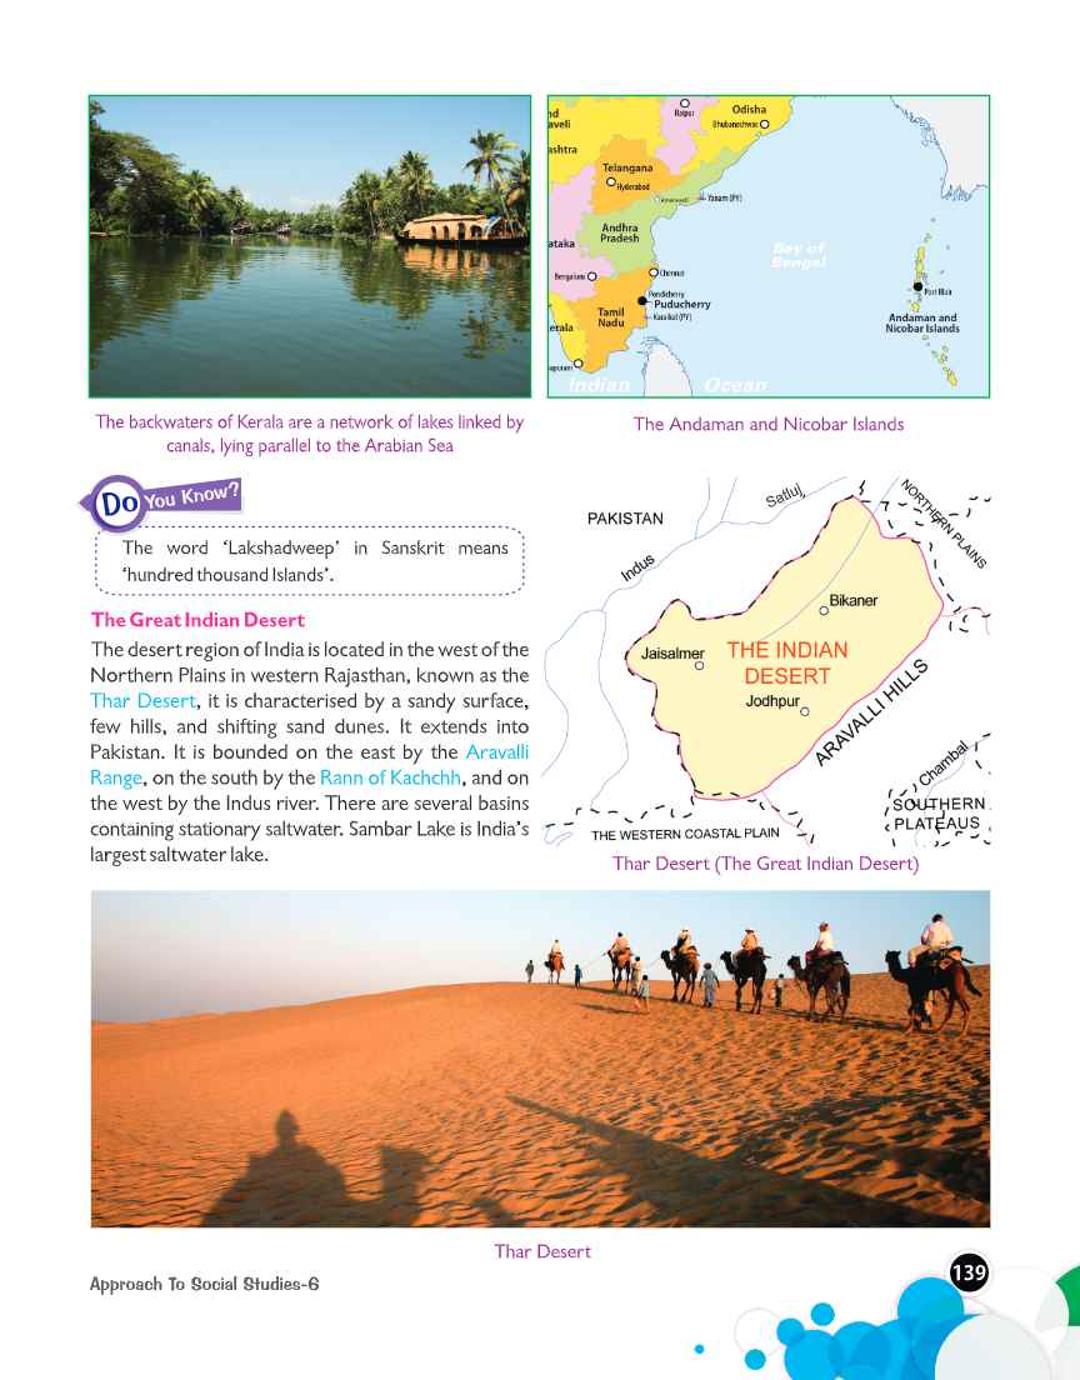 nd
aveli
ashtra
Raipur
Odisha
Bhubaneshwar
Telangana
Hyderabad
Yanam (PY)
Andhra
Pradesh
ataka
Bay of
Bengal
Bengaluru
Chennai
Pondicherry
Puducherry
Karaikal (PY)
Tamil
Nadu
erala
Port Blair
Andaman and
Nicobar Islands
Indian Ocean
The backwaters of Kerala are a network of lakes linked by
canals, lying parallel to the Arabian Sea
The Andaman and Nicobar Islands
Do You Know?
The word ‘Lakshadweep’ in Sanskrit means
‘hundred thousand Islands’.
The Great Indian Desert
The desert region of India is located in the west of the
Northern Plains in western Rajasthan, known as the
Thar Desert, it is characterised by a sandy surface,
few hills, and shifting sand dunes. It extends into
Pakistan. It is bounded on the east by the Aravalli
Range, on the south by the Rann of Kachchh, and on
the west by the Indus river. There are several basins
containing stationary saltwater. Sambar Lake is India’s
largest saltwater lake.
PAKISTAN
Satluj
NORTHERN PLAINS
Indus
Bikaner
Jaisalmer
THE INDIAN
DESERT
Jodhpur
ARAVALLI HILLS
Chambal
SOUTHERN
PLATEAUS
THE WESTERN COASTAL PLAIN
Thar Desert (The Great Indian Desert)
Thar Desert
Approach To Social Studies-6
139